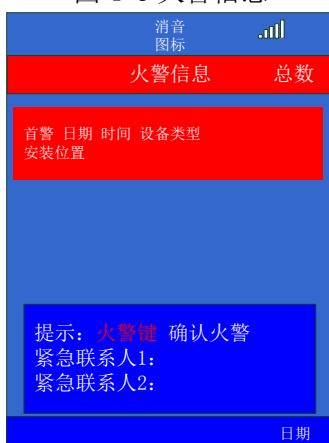 消音
图标
火警信息 总数
首警 日期 时间 设备类型
安装位置
提示：火警键 确认火警
紧急联系人1：
紧急联系人2：
日期